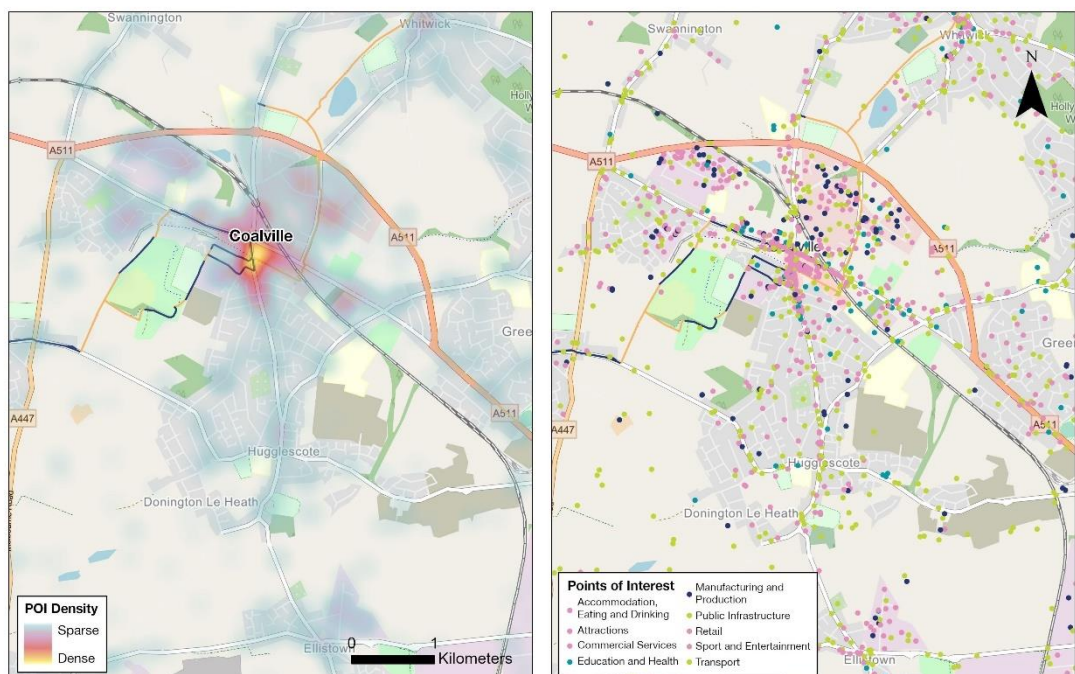 Swannington
Whitwick
A511
Coalville
A511
Green
A447
A511
Hugglescote
Donington Le Heath
Ellistown
POI Density
Sparse
Dense
0 1
Kilometers
Whitwick
N
A511
A511
Gree
A447
A511
Hugglescote
Donington Le Heath
Ellistown
Points of Interest
Accommodation,
Eating and Drinking
Attractions
Commercial Services
Education and Health
Manufacturing and
Production
Public Infrastructure
Retail
Sport and Entertainment
Transport